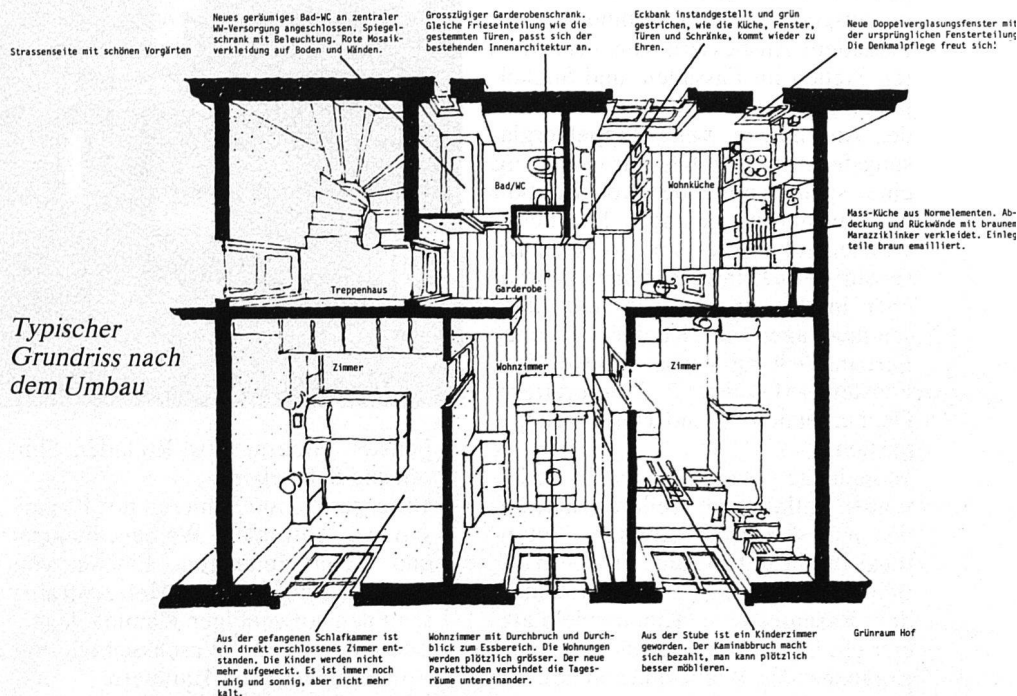 Strassenseite mit schönen Vorgärten
Neues geräumiges Bad-WC an zentraler
WW-Versorgung angeschlossen. Spiegel-
schrank mit Beleuchtung. Rote Mosaik-
verkleidung auf Boden und Wänden.
Grosszügiger Garderobenschrank.
Gleiche Frieseinteilung wie die
gestemmten Türen, passt sich der
bestehenden Innenarchitektur an.
Eckbank instandgestellt und grün
gestrichen, wie die Küche, Fenster,
Türen und Schränke, kommt wieder zu
Ehren.
Neue Doppelverglasungsfenster mit
der ursprünglichen Fensterteilung
Die Denkmalpflege freut sich!
Bad/WC
Wohnküche
Mass-Küche aus Normelementen. Ab-
deckung und Rückwände mit braunem
Marazziklinker verkleidet. Einleg
teile braun emailliert.
Treppenhaus
Garderobe
Typischer
Grundriss nach
dem Umbau
Zimmer
Wohnzimmer
Zimmer
Aus der gefangenen Schlafkammer ist
ein direkt erschlossenes Zimmer ent-
standen. Die Kinder werden nicht
mehr aufgeweckt. Es ist immer noch
ruhig und sonnig, aber nicht mehr
kalt.
Wohnzimmer mit Durchbruch und Durch-
blick zum Essbereich. Die Wohnungen
werden plötzlich grösser. Der neue
Parkettboden verbindet die Tages-
räume untereinander.
Aus der Stube ist ein Kinderzimmer
geworden. Der Kaminabbruch macht
sich bezahlt, man kann plötzlich
besser möblieren.
Grünraum Hof